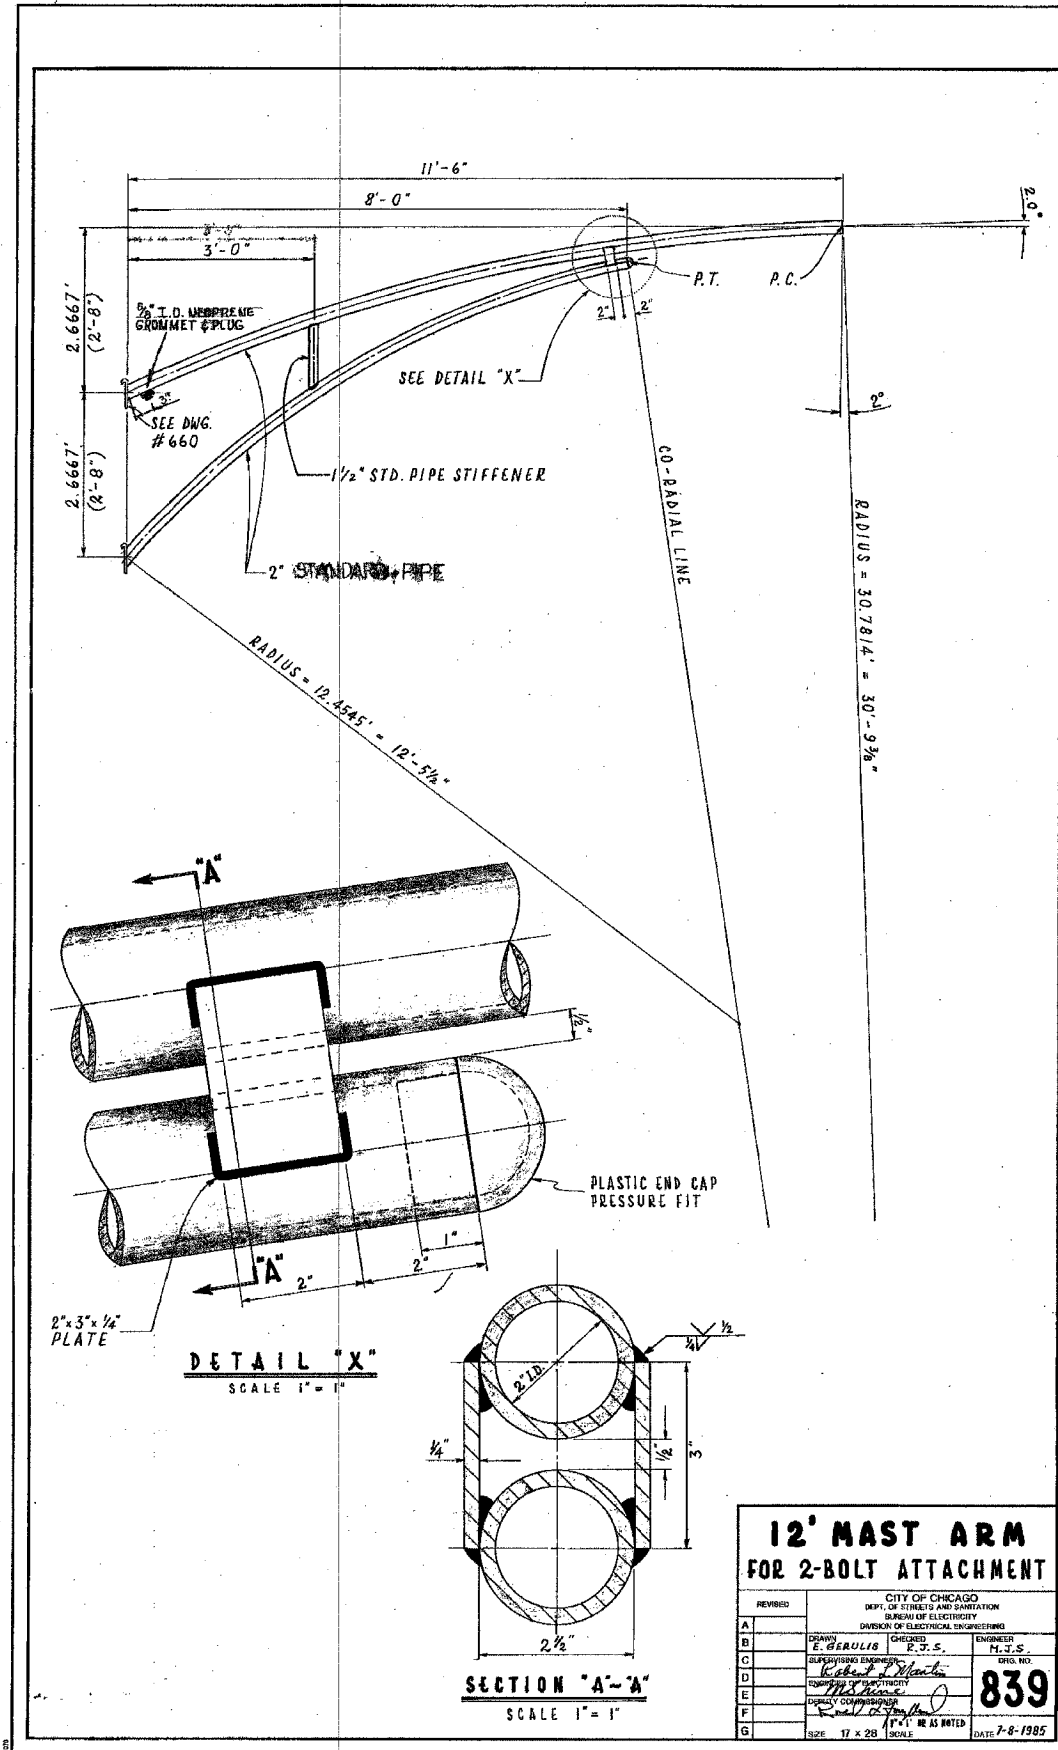 11'-6"
8'-0"
3'-0"
2.0°
2.6667'
(2'-8")
5/8" I.D. NEOPRENE
GROMMET & PLUG
P.T.
P.C.
2"
2"
SEE DETAIL "X"
3"
SEE DWG.
#660
2°
2.6667'
(2'-8")
1 1/2" STD. PIPE STIFFENER
CO-RADIAL LINE
RADIUS = 30.7814' = 30'-9 3/8"
2" STANDARD PIPE
RADIUS = 12.4545' = 12'-5 1/2"
"A"
1/2"
PLASTIC END CAP
PRESSURE FIT
1"
"A"
2"
2"
2"x3"x1/4"
PLATE
DETAIL "X"
SCALE 1"=1"
1/4
1/2
2" I.D.
1/4"
1/2"
3"
2 1/2"
SECTION "A~A"
SCALE 1"=1"
12' MAST ARM
FOR 2-BOLT ATTACHMENT
REVISED
CITY OF CHICAGO
DEPT. OF STREETS AND SANITATION
BUREAU OF ELECTRICITY
DIVISION OF ELECTRICAL ENGINEERING
A
B
C
D
E
F
G
DRAWN
E. GERULIS
CHECKED
R.J.S.
ENGINEER
M.J.S.
SUPERVISING ENGINEER
Robert L. Martin
ENGINEER OF ELECTRICITY
DEPUTY COMMISSIONER
DRG. NO.
839
SIZE 17 x 28
SCALE 1"=1' OR AS NOTED
DATE 7-8-1985